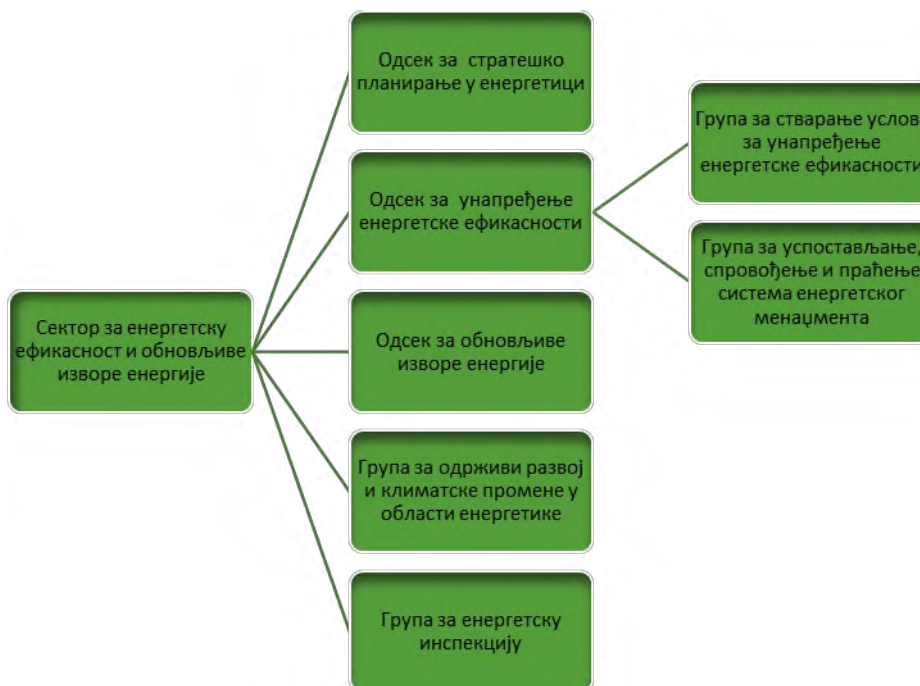 Сектор за енергетску
ефикасност и обновљиве
изворе енергије
Одсек за стратешко
планирање у енергетици
Одсек за унапређење
енергетске ефикасности
Одсек за обновљиве
изворе енергије
Група за одрживи развој
и климатске промене у
области енергетике
Група за енергетску
инспекцију
Група за стварање услов
за унапређење
енергетске ефикасности
Група за успостављање,
спровођење и праћење
система енергетског
менаџмента